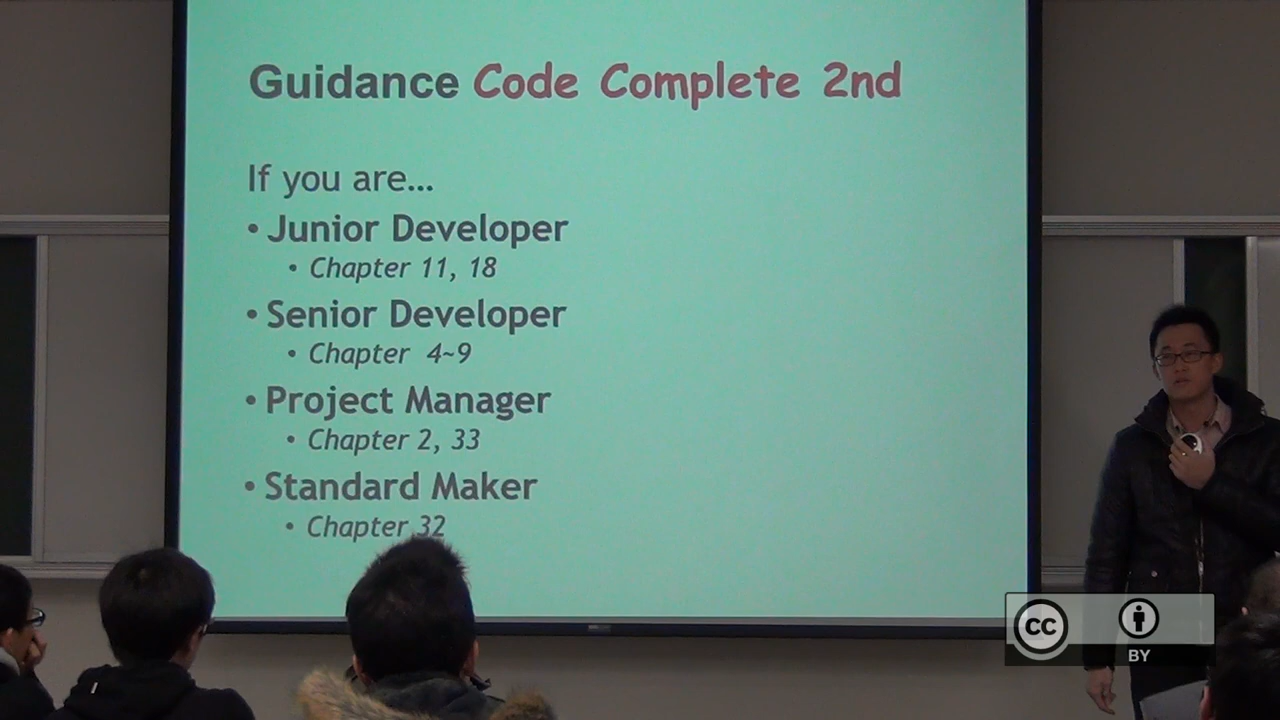 Guidance Code Complete 2nd
If you are...
• Junior Developer
• Chapter 11, 18
• Senior Developer
• Chapter 4~9
• Project Manager
• Chapter 2, 33
• Standard Maker
• Chapter 32
CC
BY